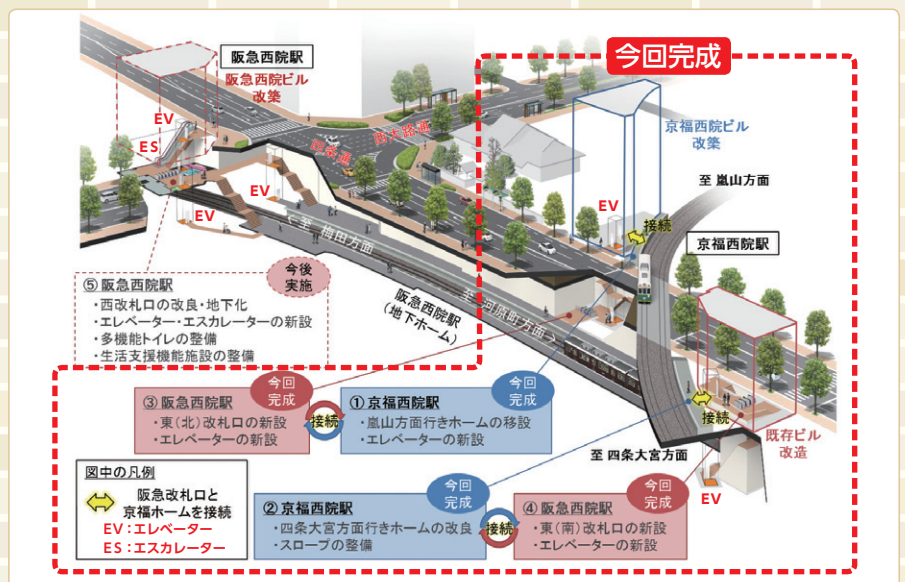 今回完成
阪急西院駅
阪急西院ビル
改築
EV
ES
EV
EV
西大路通
四条通
京福西院ビル
改築
至 嵐山方面
EV
接続
京福西院駅
く至 梅田方面
阪急西院駅
(地下ホーム)
至 河原町方面→
今後
実施
⑤ 阪急西院駅
・西改札口の改良・地下化
・エレベーター・エスカレーターの新設
・多機能トイレの整備
・生活支援機能施設の整備
今回
完成
③ 阪急西院駅
・東(北)改札口の新設
・エレベーターの新設
接続
今回
完成
① 京福西院駅
・嵐山方面行きホームの移設
・エレベーターの新設
接続
既存ビル
改造
至 四条大宮方面
EV
図中の凡例
阪急改札口と
京福ホームを接続
EV:エレベーター
ES:エスカレーター
今回
完成
② 京福西院駅
・四条大宮方面行きホームの改良
・スロープの整備
接続
今回
完成
④ 阪急西院駅
・東(南)改札口の新設
・エレベーターの新設